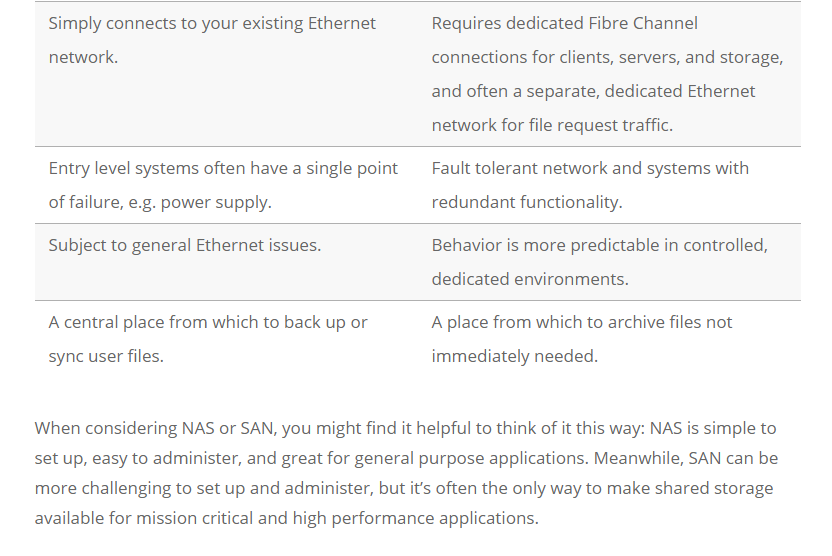 Simply connects to your existing Ethernet
network.
Requires dedicated Fibre Channel
connections for clients, servers, and storage,
and often a separate, dedicated Ethernet
network for file request traffic.
Entry level systems often have a single point
of failure, e.g. power supply.
Fault tolerant network and systems with
redundant functionality.
Subject to general Ethernet issues.
Behavior is more predictable in controlled,
dedicated environments.
A central place from which to back up or
sync user files.
A place from which to archive files not
immediately needed.
When considering NAS or SAN, you might find it helpful to think of it this way: NAS is simple to
set up, easy to administer, and great for general purpose applications. Meanwhile, SAN can be
more challenging to set up and administer, but it’s often the only way to make shared storage
available for mission critical and high performance applications.